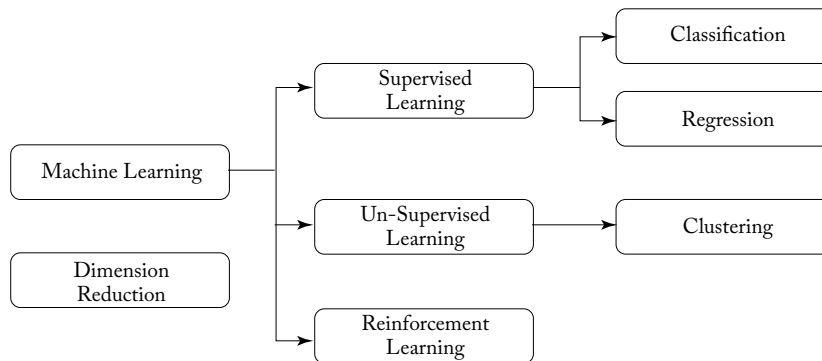 Classification
Supervised
Learning
Regression
Machine Learning
Un-Supervised
Learning
Clustering
Dimension
Reduction
Reinforcement
Learning